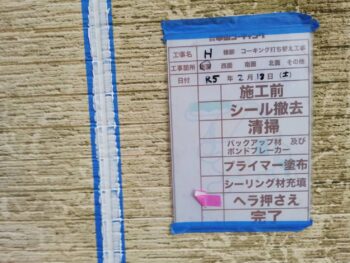 工事名 H 様邸 コーキング打ち替え工事
工事箇所 東面 西面 南面 北面 その他
日付 R5 年 2 月 18 日 (土)
施工前
シール撤去
清掃
バックアップ材 及び
ボンドブレーカー
プライマー塗布
シーリング材充填
ヘラ押さえ
完了